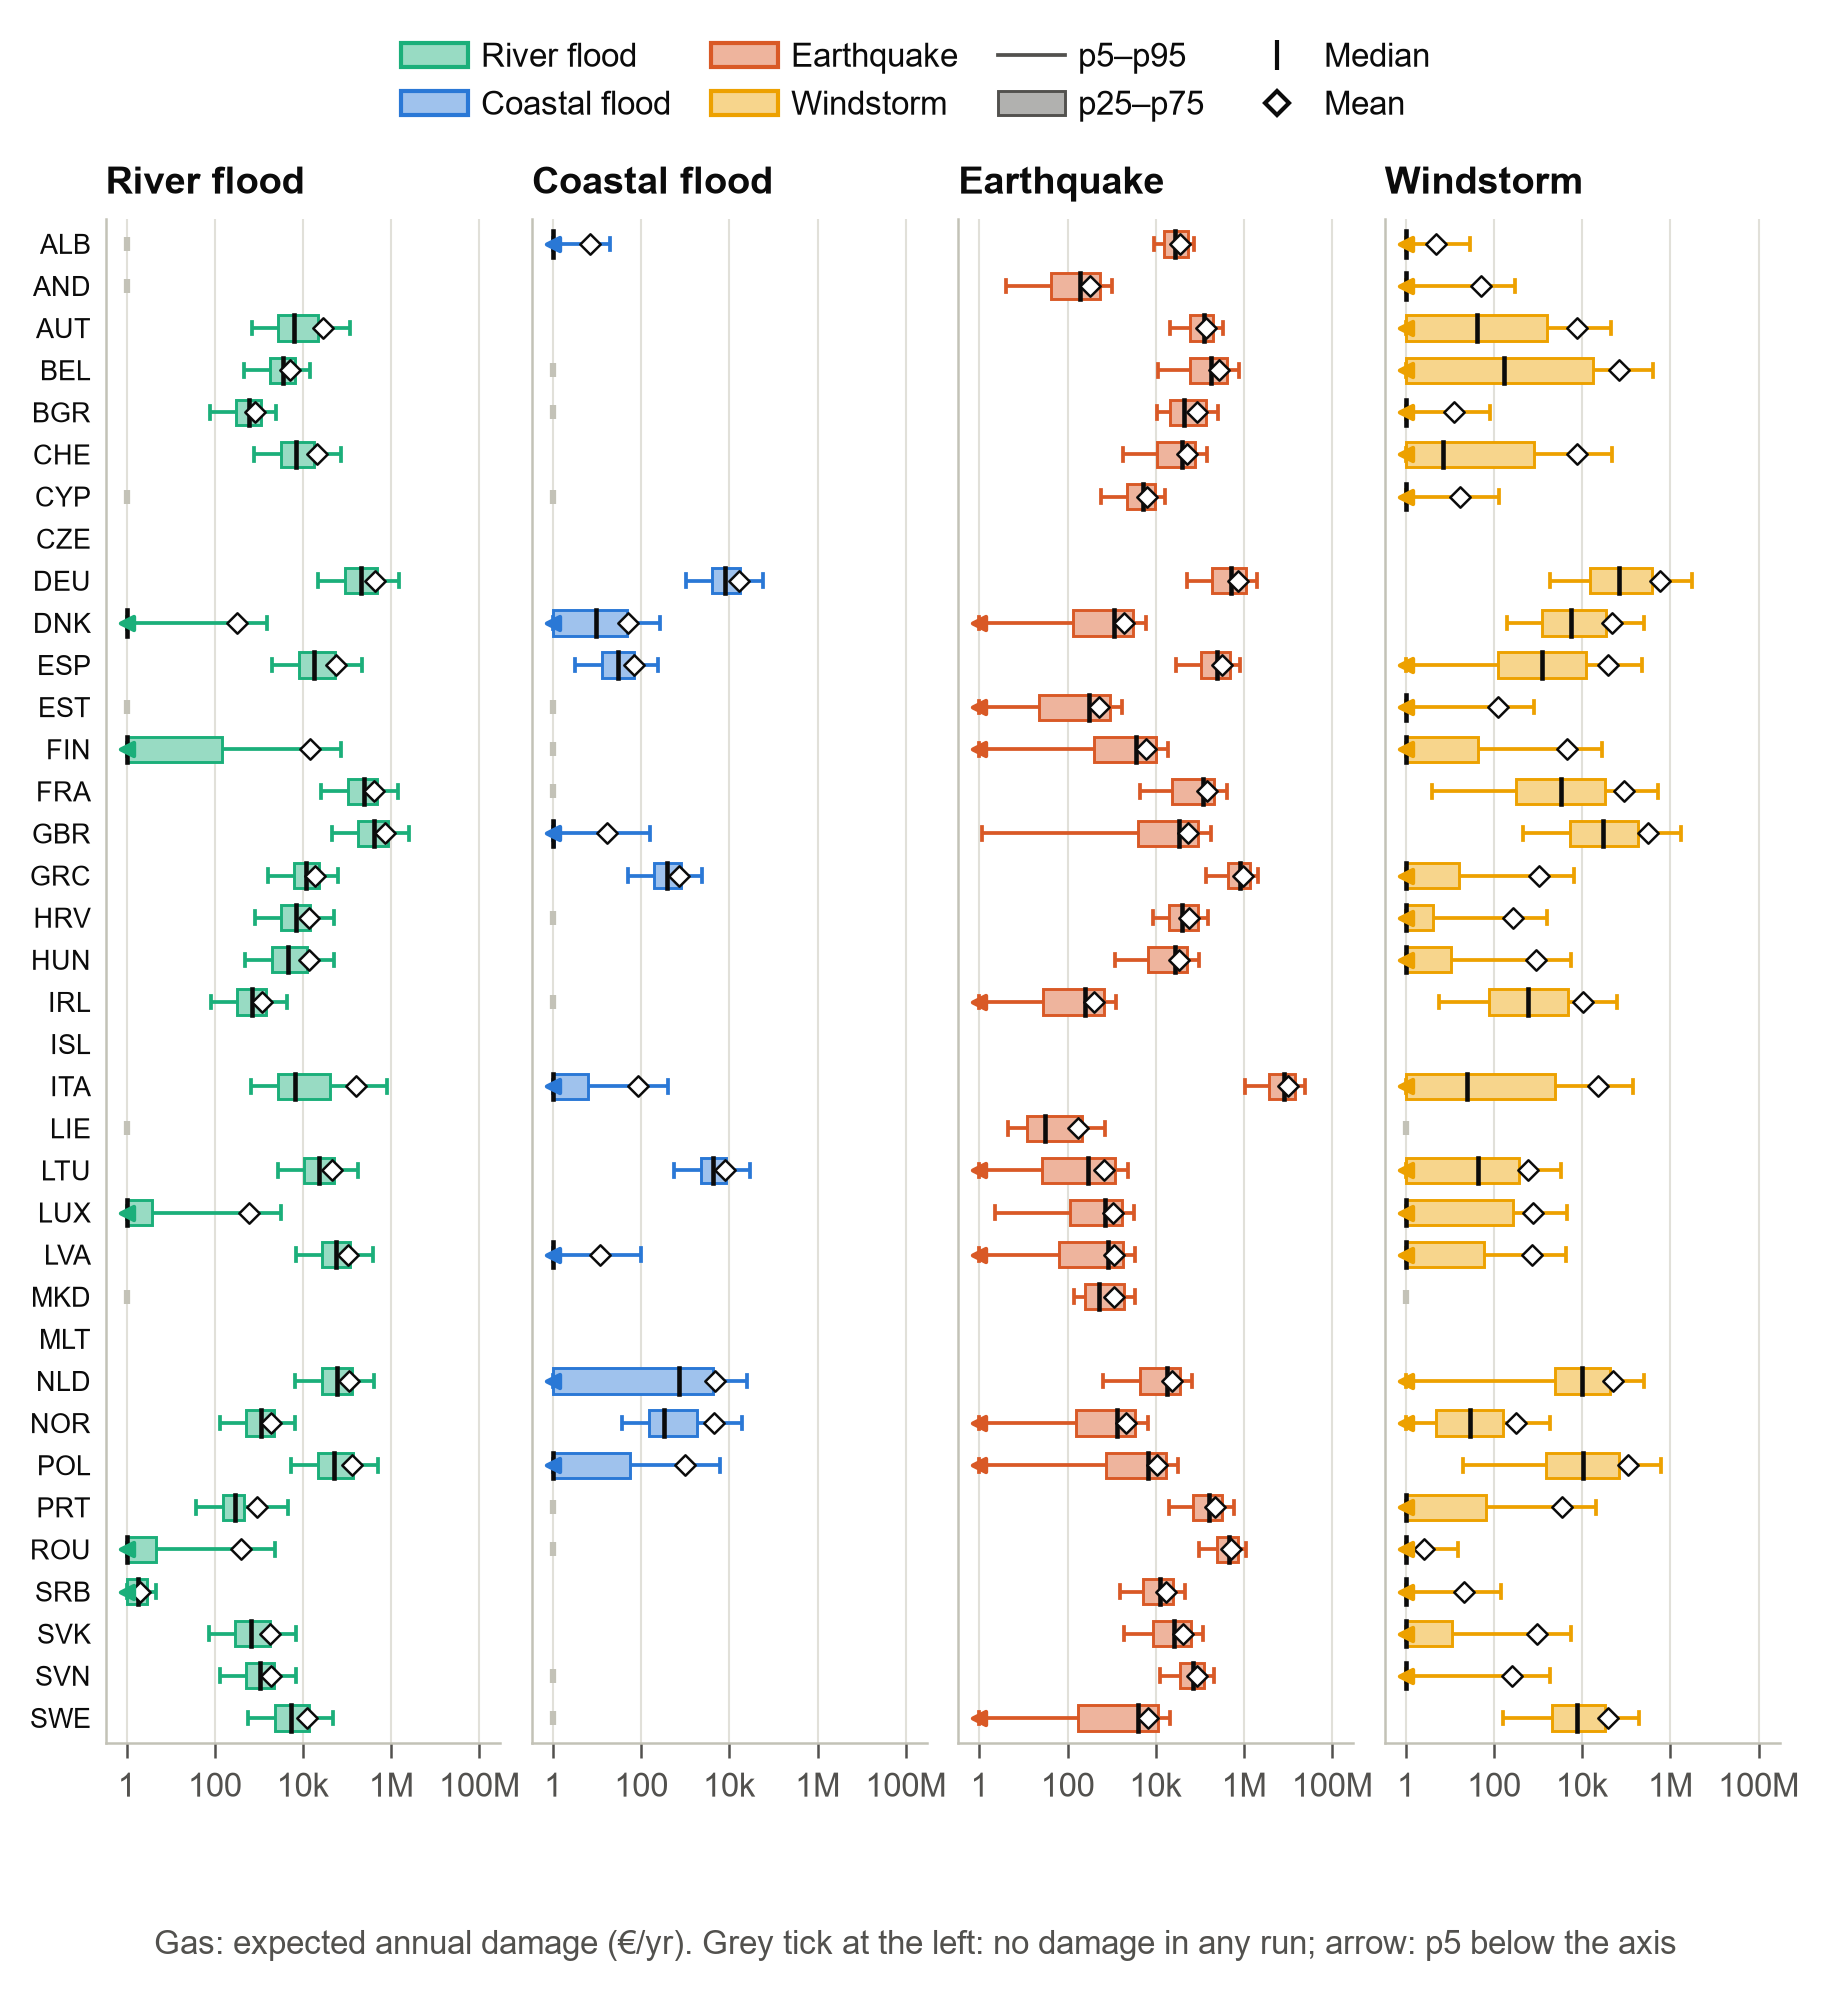 River flood Earthquake p5–p95 Median
Coastal flood Windstorm p25–p75 Mean
River flood Coastal flood Earthquake Windstorm
ALB
AND
AUT
BEL
BGR
CHE
CYP
CZE
DEU
DNK
ESP
EST
FIN
FRA
GBR
GRC
HRV
HUN
IRL
ISL
ITA
LIE
LTU
LUX
LVA
MKD
MLT
NLD
NOR
POL
PRT
ROU
SRB
SVK
SVN
SWE
1 100 10k 1M 100M 1 100 10k 1M 100M 1 100 10k 1M 100M 1 100 10k 1M 100M
Gas: expected annual damage (€/yr). Grey tick at the left: no damage in any run; arrow: p5 below the axis